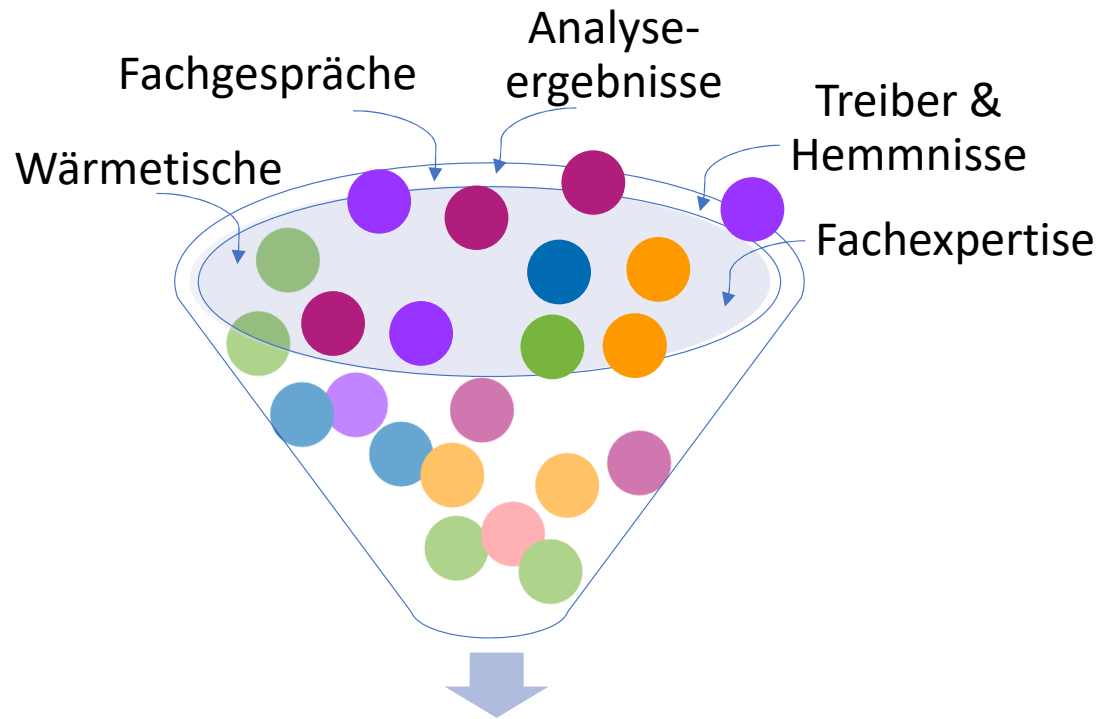 Wärmetische
Fachgespräche
Analyse-
ergebnisse
Treiber &
Hemmnisse
Fachexpertise